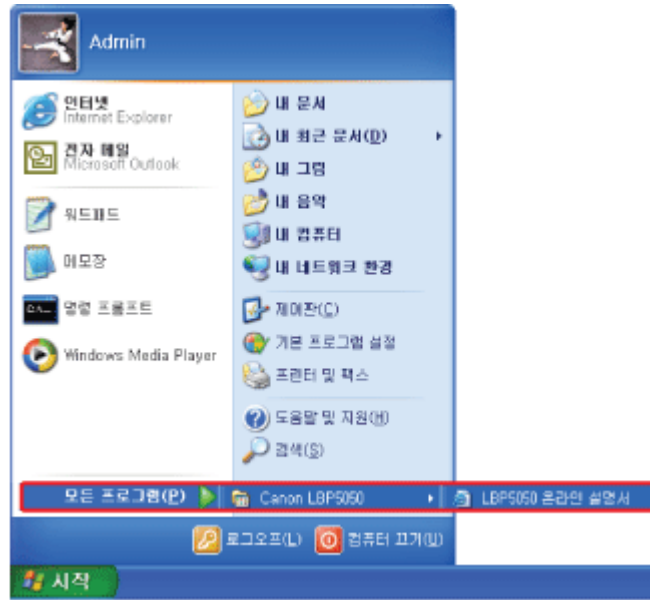 Admin
인터넷
Internet Explorer
전자 메일
Microsoft Outlook
워드패드
메모장
명령 프롬프트
Windows Media Player
내 문서
내 최근 문서(D)
내 그림
내 음악
내 컴퓨터
내 네트워크 환경
제어판(C)
기본 프로그램 설정
프린터 및 팩스
도움말 및 지원(H)
검색(S)
모든 프로그램(P)
Canon LBP5050
LBP5050 온라인 설명서
로그오프(L)
컴퓨터 끄기(U)
시작